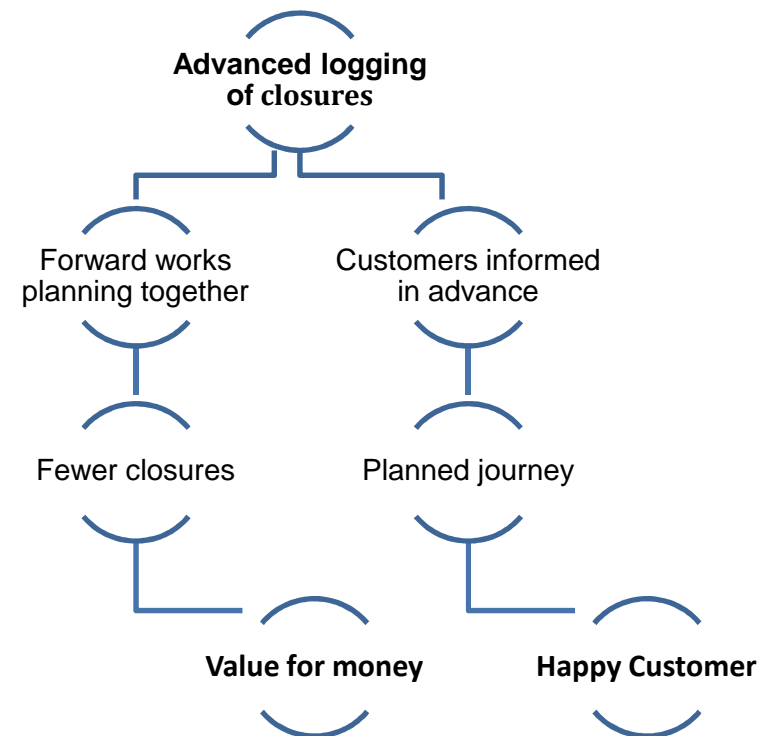 Advanced logging
of closures
Forward works
planning together
Customers informed
in advance
Fewer closures
Planned journey
Value for money
Happy Customer